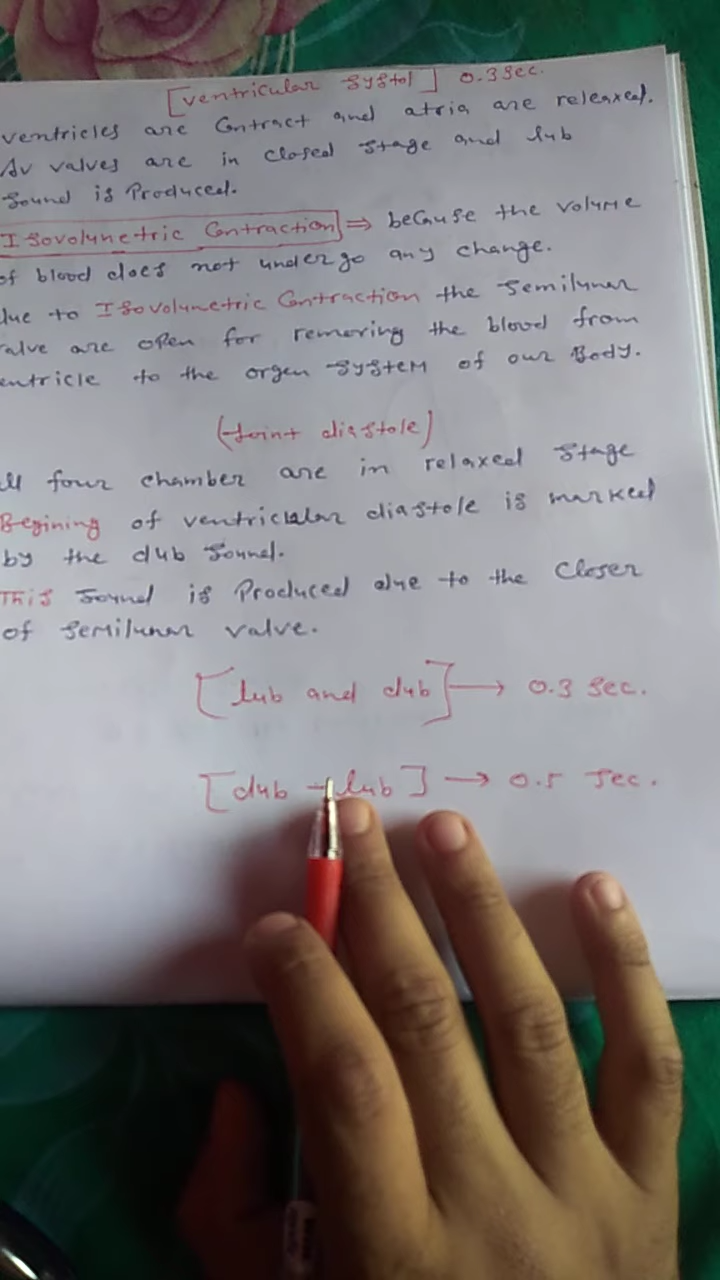 [ventricular systol] 0.3 sec.
ventricles are Contract and atria are relaexed.
AV valves are in closed stage and lub
sound is Produced.
Isovolumetric Contraction ⇒ because the volume
of blood does not undergo any change.
due to Isovolumetric Contraction the semilunar
valve are open for removing the blood from
entricle to the orgen system of our Body.
(Joint diastole)
ll four chamber are in relaxed stage
Begining of ventricular diastole is marked
by the dub sound.
This sound is Produced due to the closer
of semilunar valve.
[lub and dub] → 0.3 sec.
[dub - lub] → 0.5 sec.